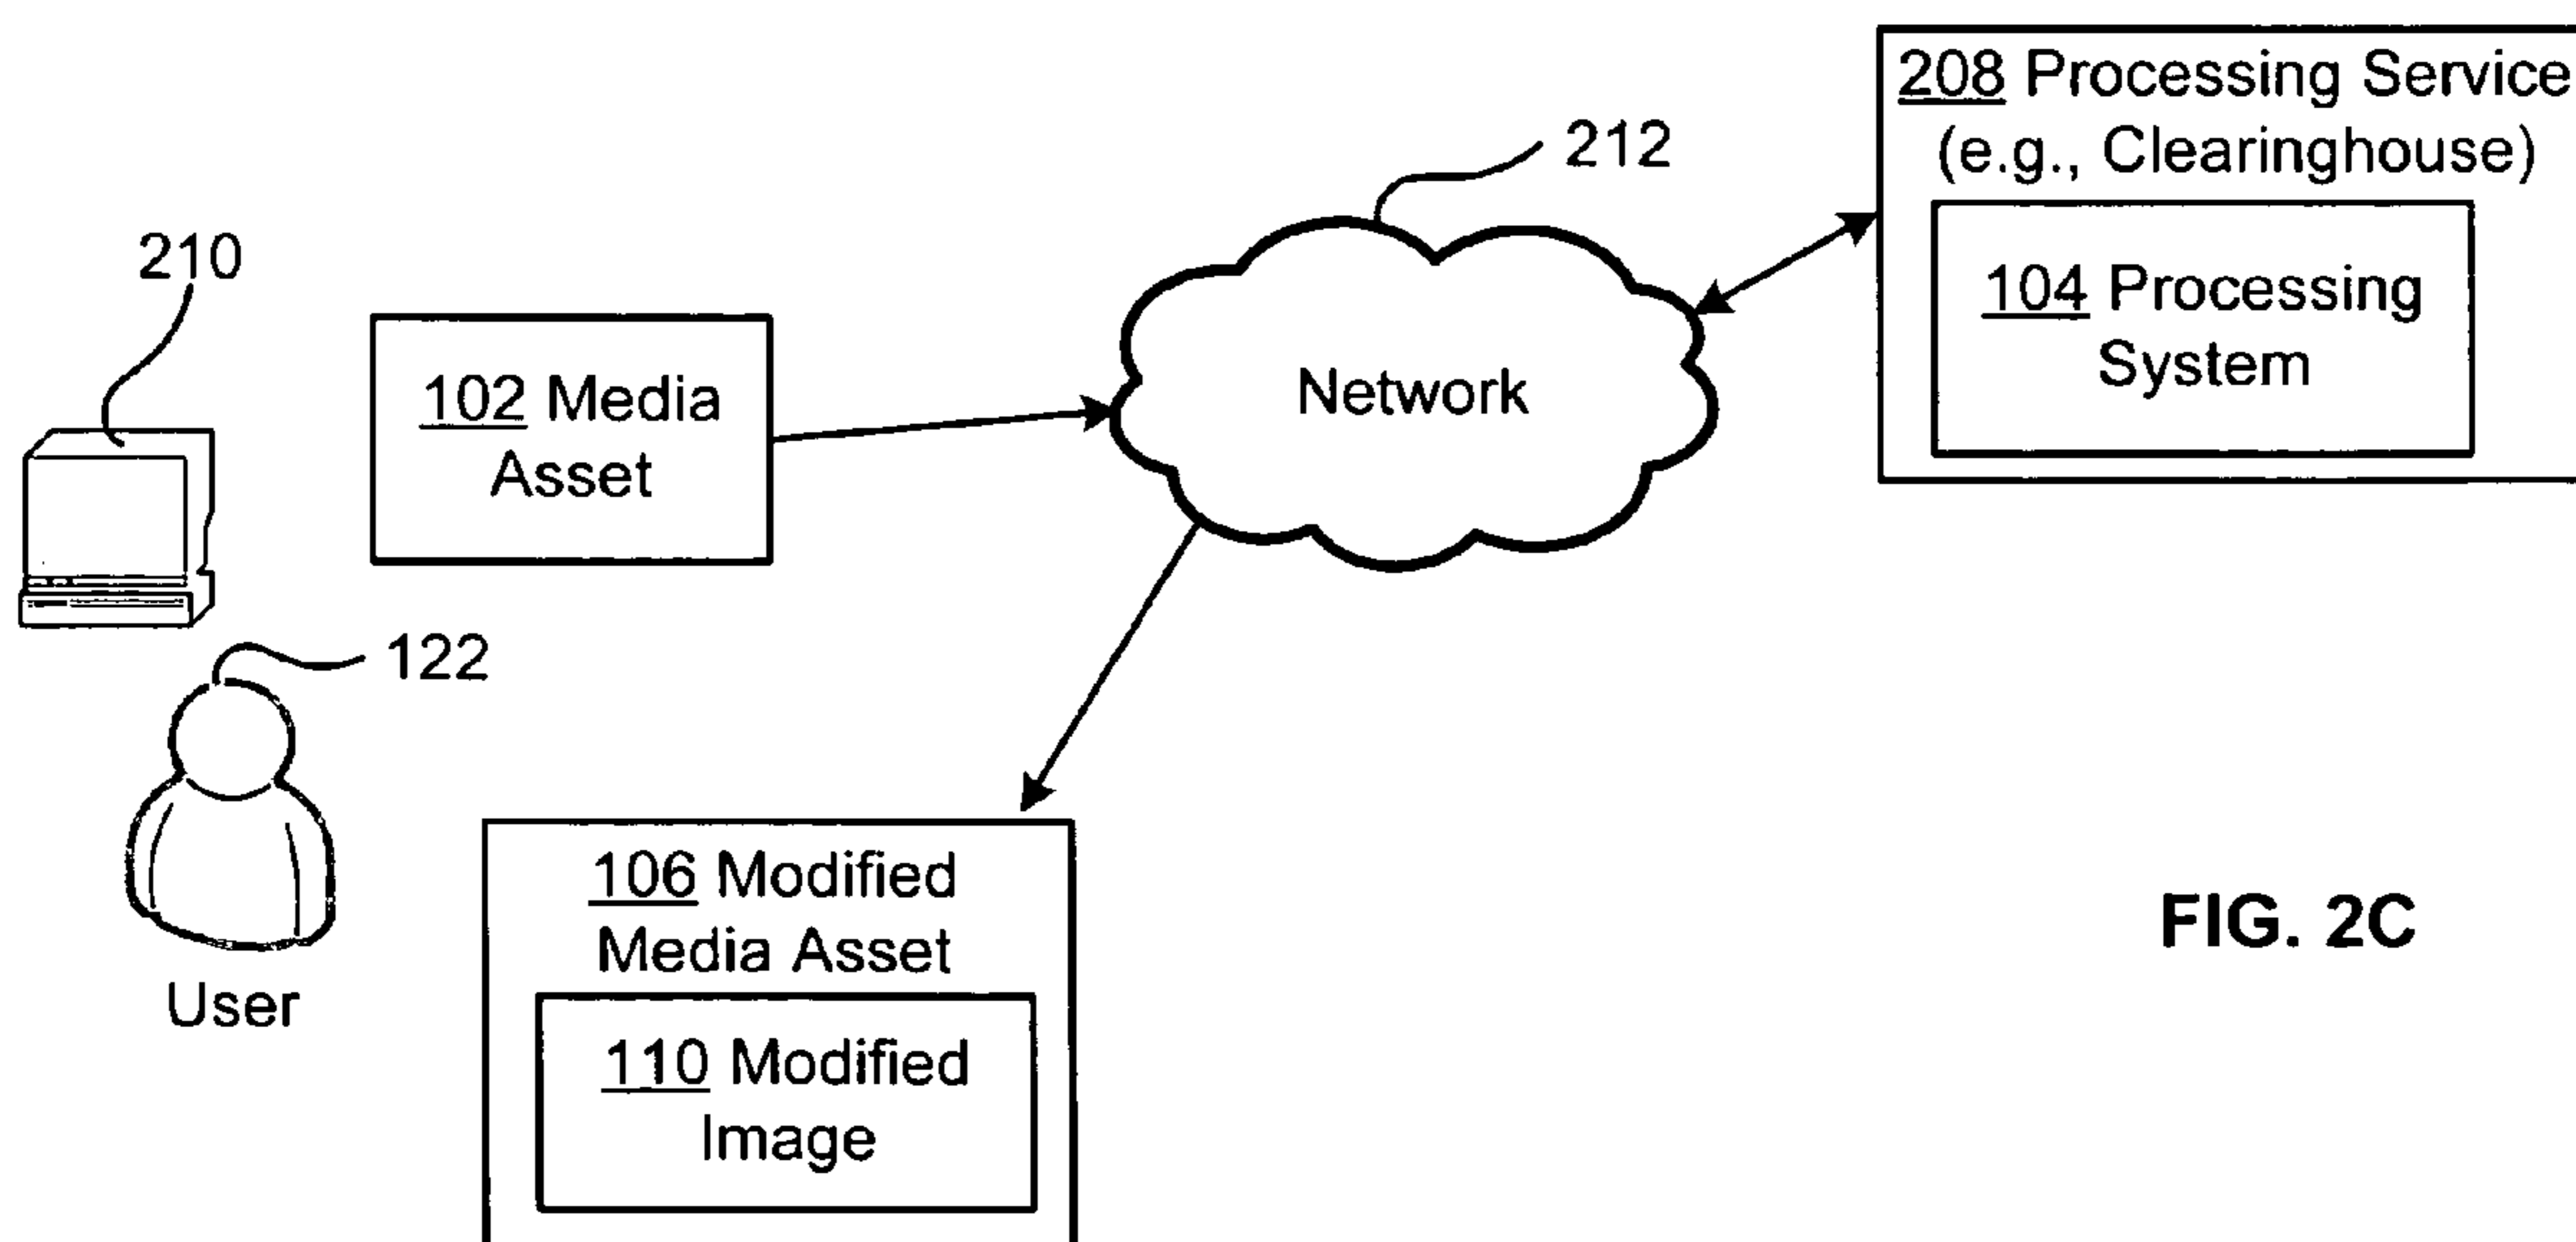 208 Processing Service
(e.g., Clearinghouse)
104 Processing
System
212
210
102 Media
Asset
Network
122
User
106 Modified
Media Asset
110 Modified
Image
FIG. 2C